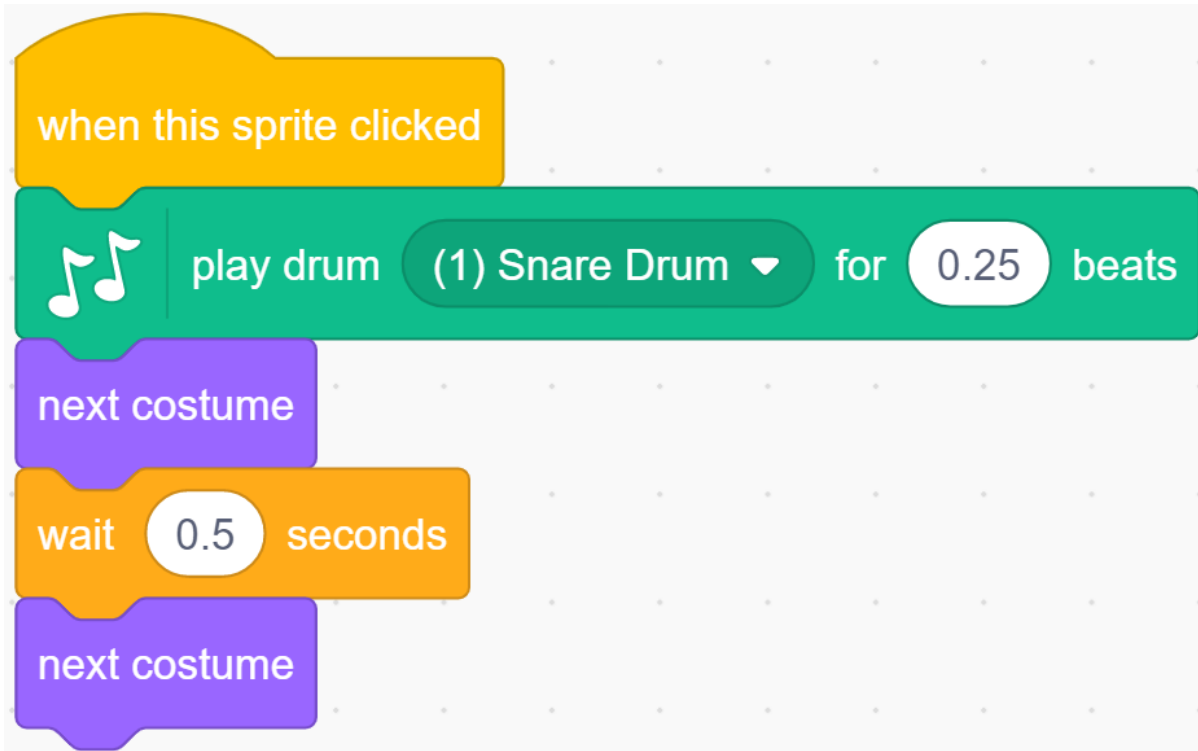 when this sprite clicked
play drum (1) Snare Drum for 0.25 beats
next costume
wait 0.5 seconds
next costume